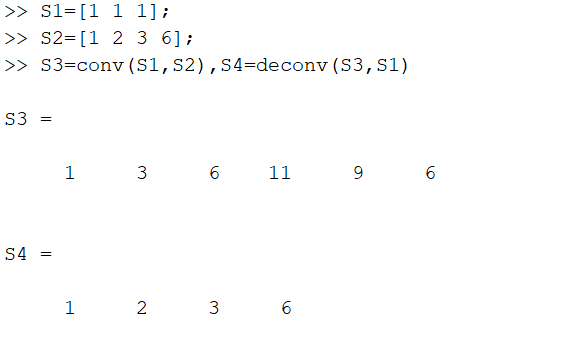 >> S1=[1 1 1];
>> S2=[1 2 3 6];
>> S3=conv(S1,S2),S4=deconv(S3,S1)
S3 =
1 3 6 11 9 6
S4 =
1 2 3 6